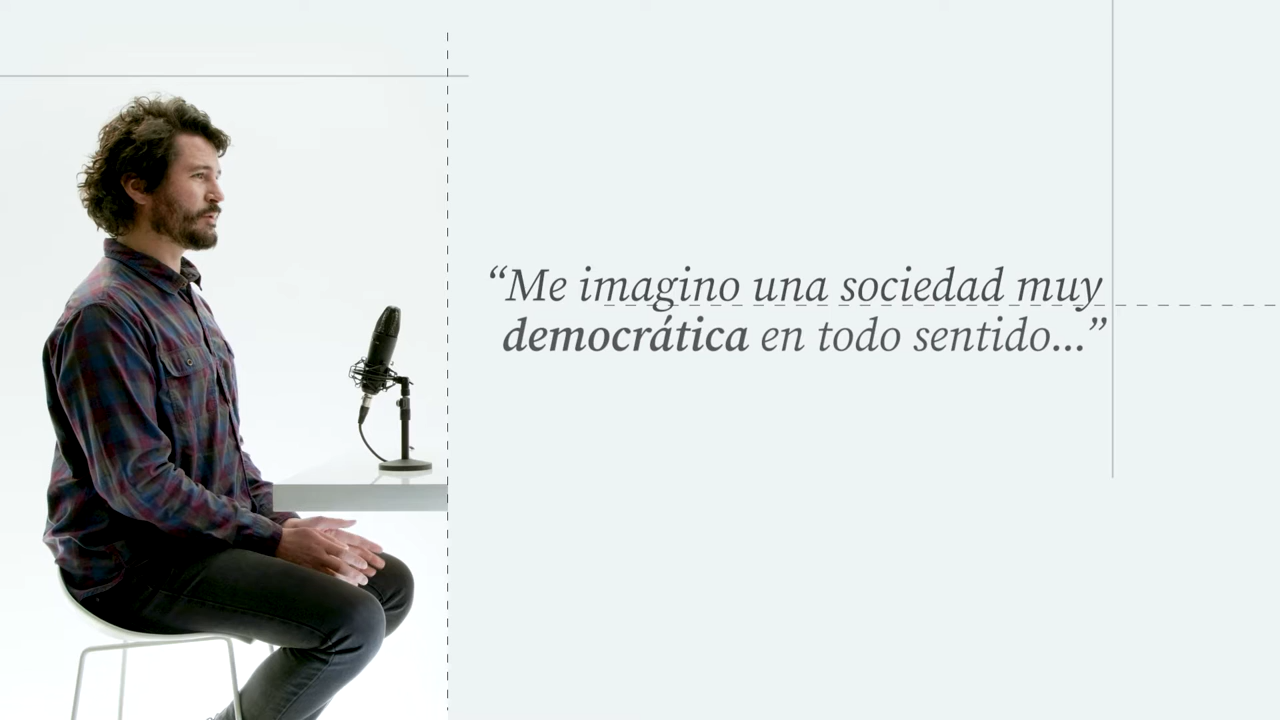 “Me imagino una sociedad muy
democrática en todo sentido...”